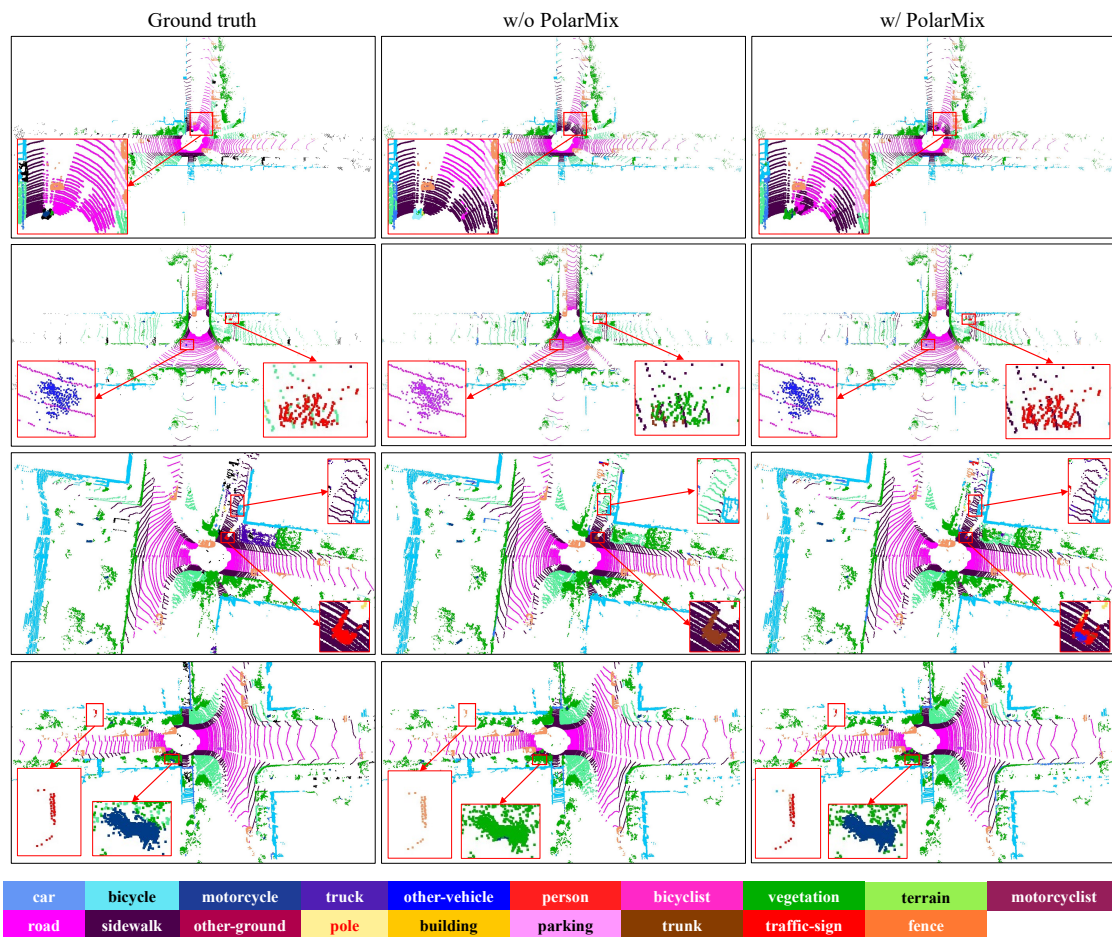 Ground truth w/o PolarMix w/ PolarMix
car bicycle motorcycle truck other-vehicle person bicyclist vegetation terrain motorcyclist
road sidewalk other-ground pole building parking trunk traffic-sign fence